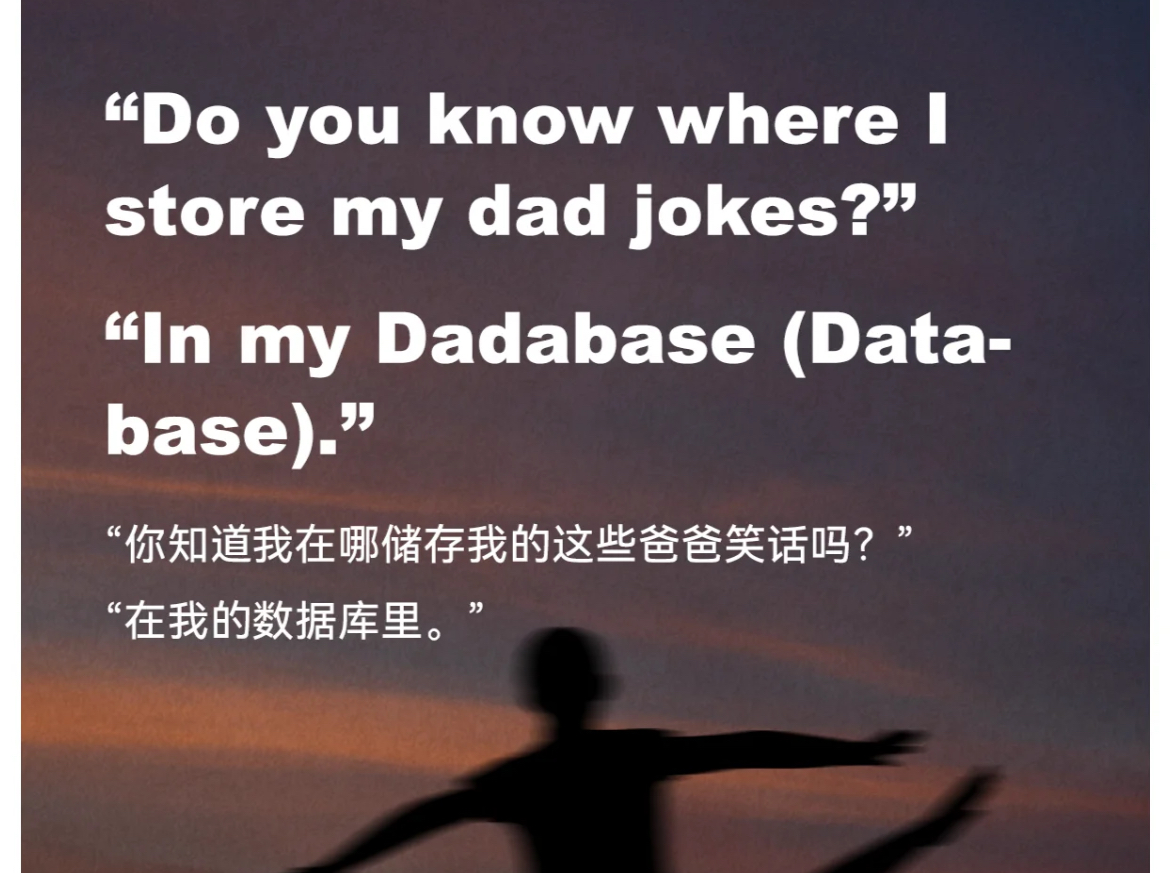 “Do you know where I
store my dad jokes?”
“In my Dadabase (Data-
base).”
“你知道我在哪储存我的这些爸爸笑话吗？”
“在我的数据库里。”